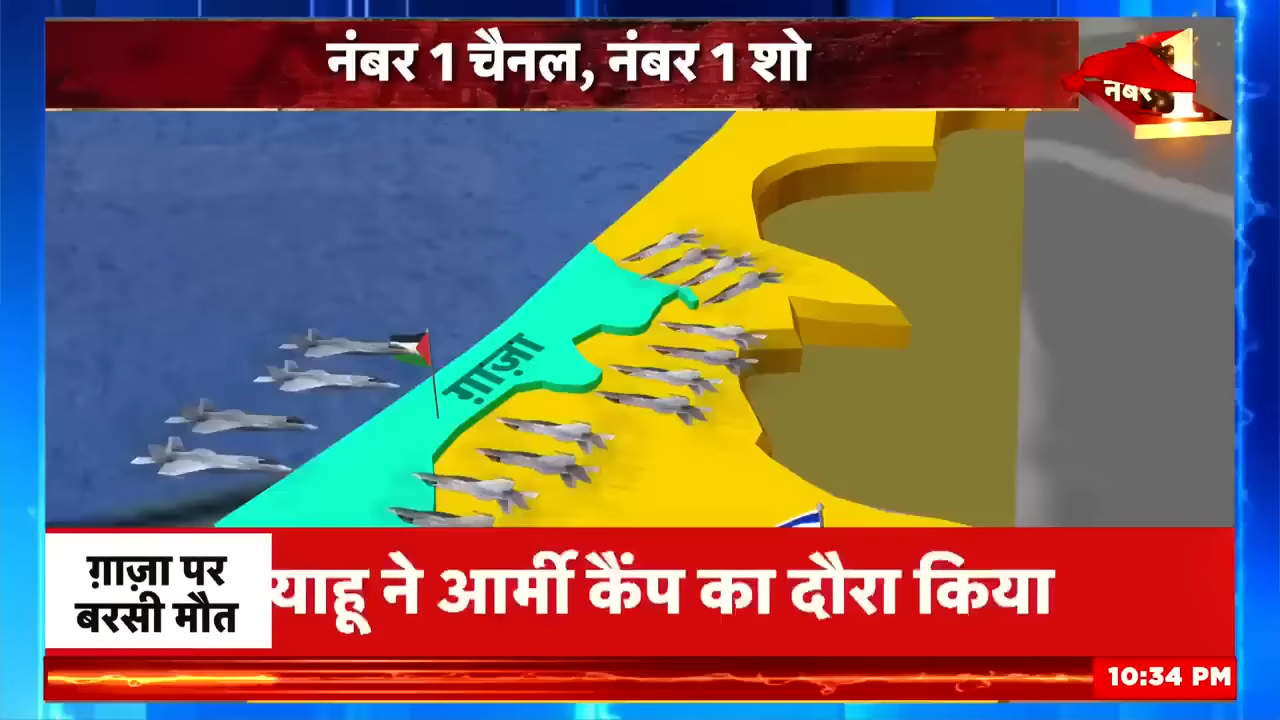 नंबर 1 चैनल, नंबर 1 शो
नंबर 1
ग़ाज़ा
ग़ाज़ा पर
बरसी मौत
याहू ने आर्मी कैंप का दौरा किया
10:34 PM